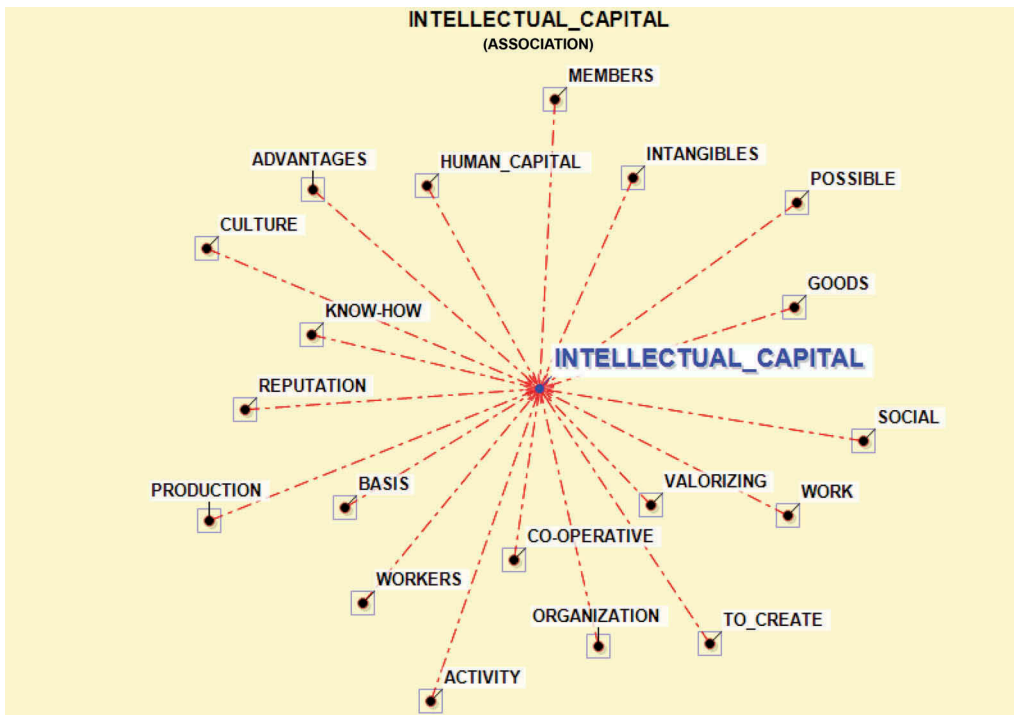 INTELLECTUAL_CAPITAL
(ASSOCIATION)
MEMBERS
ADVANTAGES
HUMAN_CAPITAL
INTANGIBLES
POSSIBLE
CULTURE
GOODS
KNOW-HOW
INTELLECTUAL_CAPITAL
REPUTATION
SOCIAL
PRODUCTION
BASIS
VALORIZING
WORK
CO-OPERATIVE
WORKERS
ORGANIZATION
TO_CREATE
ACTIVITY